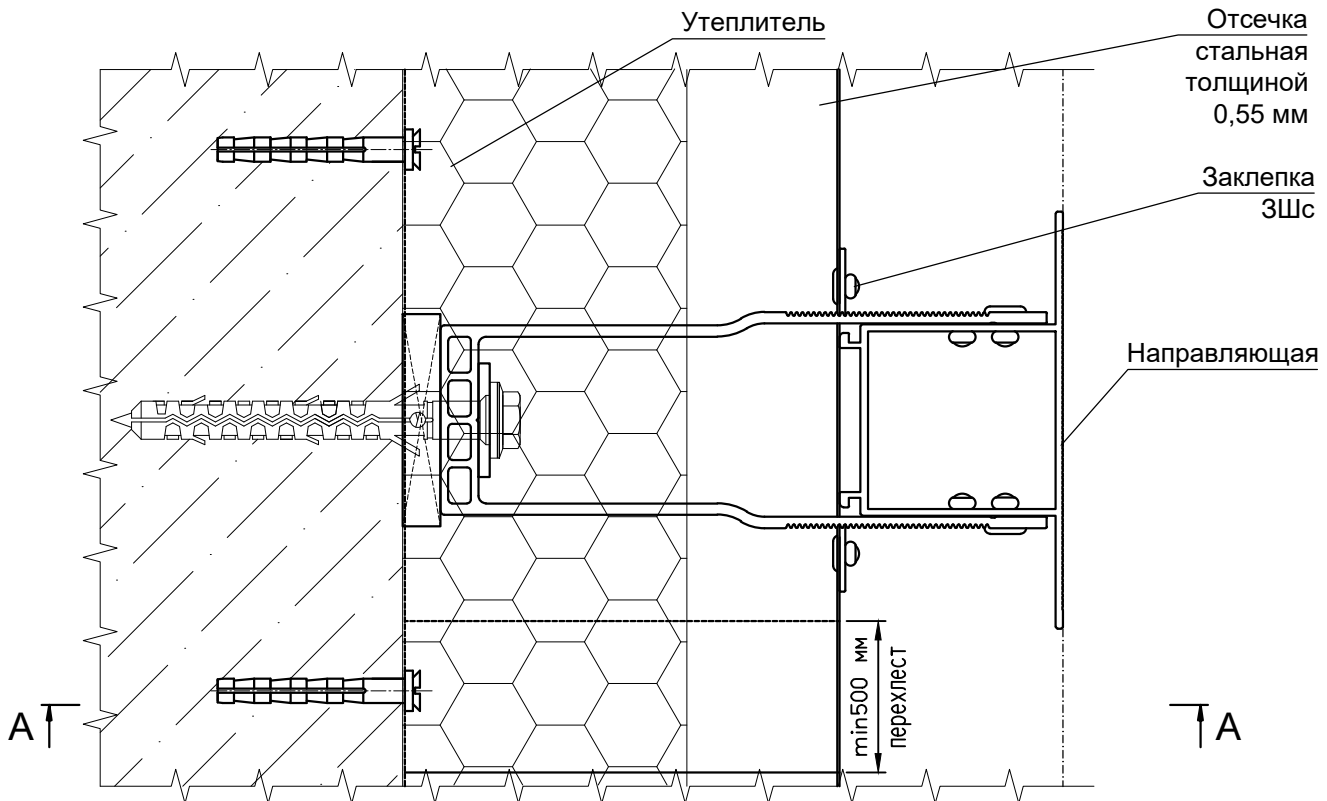 Утеплитель
Отсечка
стальная
толщиной
0,55 мм
Заклепка
ЗШс
Направляющая
min500 мм
перехлест
А
А